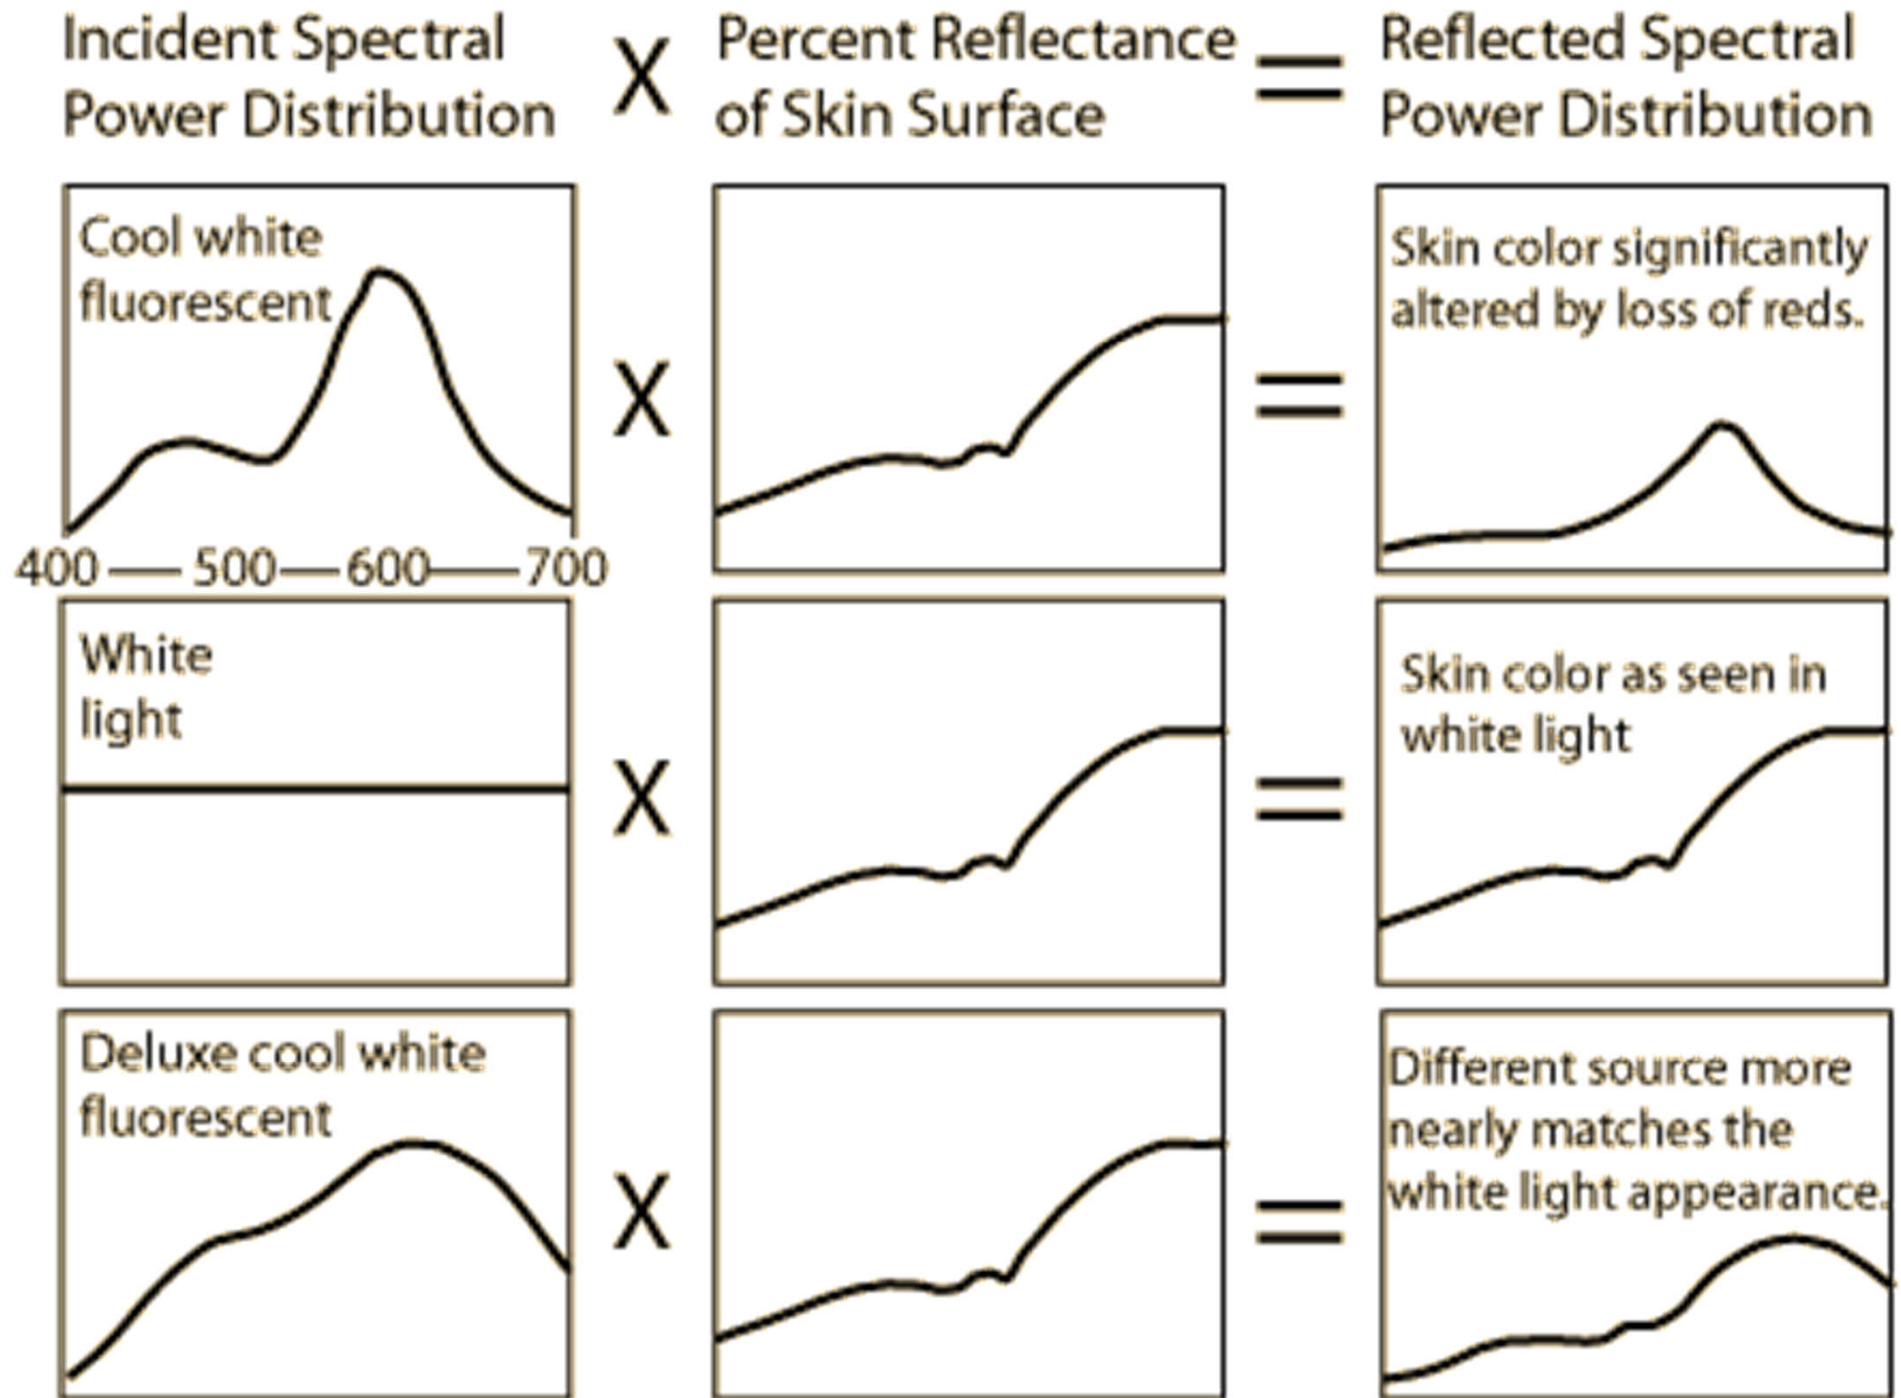 Incident Spectral
Power Distribution
X
Percent Reflectance
of Skin Surface
=
Reflected Spectral
Power Distribution
Cool white
fluorescent
X
=
Skin color significantly
altered by loss of reds.
400 — 500 — 600 — 700
White
light
X
=
Skin color as seen in
white light
Deluxe cool white
fluorescent
X
=
Different source more
nearly matches the
white light appearance.